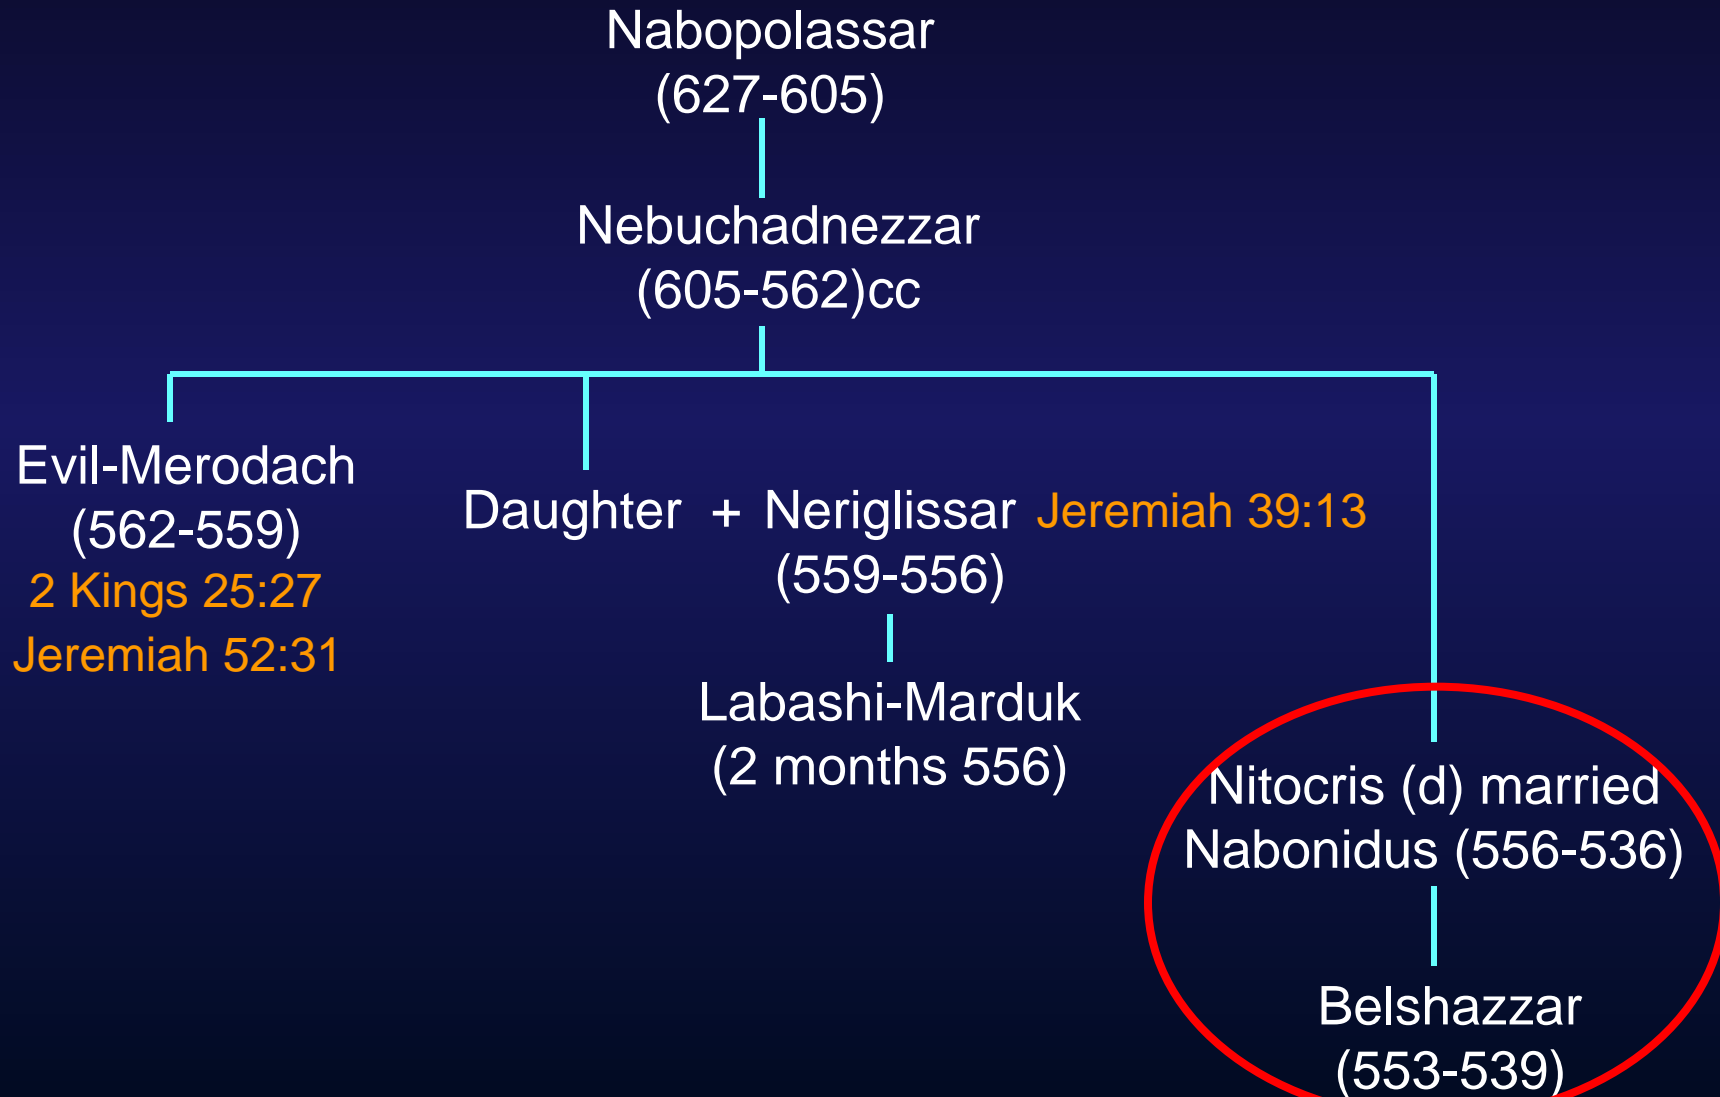 Nabopolassar
(627-605)
Nebuchadnezzar
(605-562)cc
Evil-Merodach
(562-559)
2 Kings 25:27
Jeremiah 52:31
Daughter + Neriglissar Jeremiah 39:13
(559-556)
Labashi-Marduk
(2 months 556)
Nitocris (d) married
Nabonidus (556-536)
Belshazzar
(553-539)